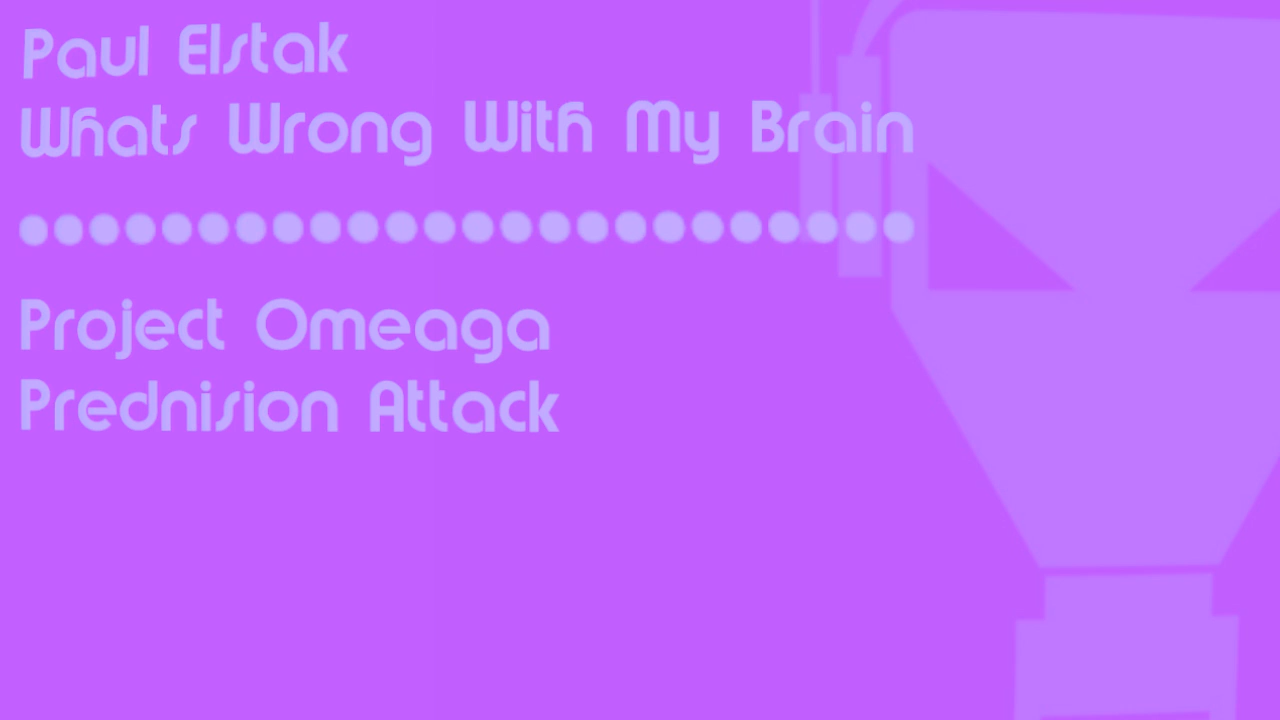 Paul Elstak
Whats Wrong With My Brain
Project Omeaga
Prednision Attack